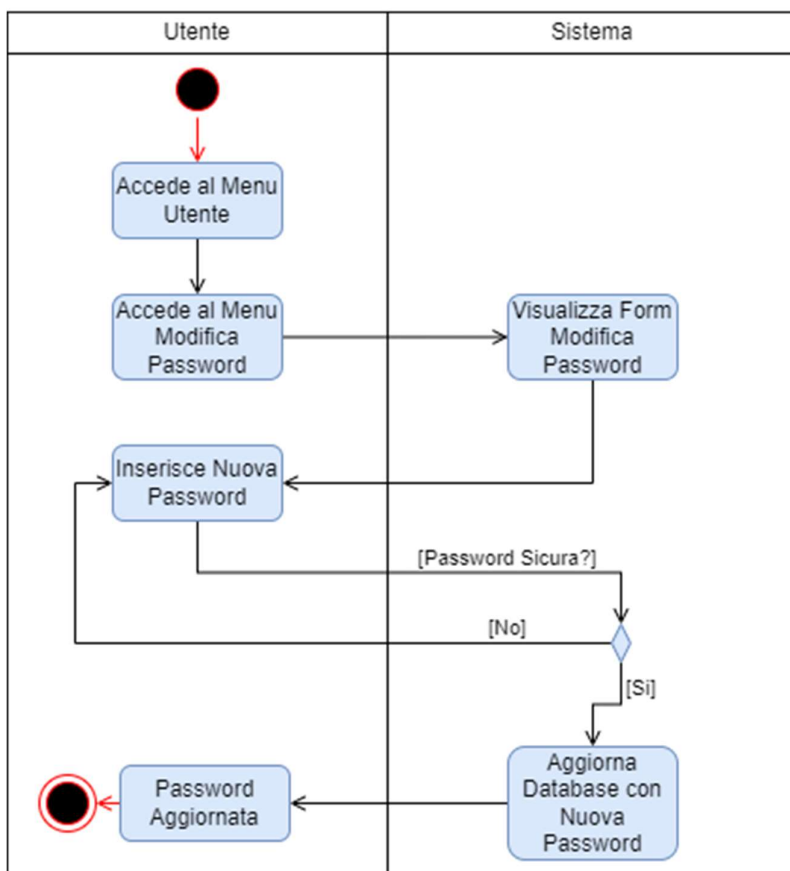 Utente
Sistema
Accede al Menu
Utente
Accede al Menu
Modifica
Password
Visualizza Form
Modifica
Password
Inserisce Nuova
Password
[Password Sicura?]
[No]
[Si]
Aggiorna
Database con
Nuova
Password
Password
Aggiornata